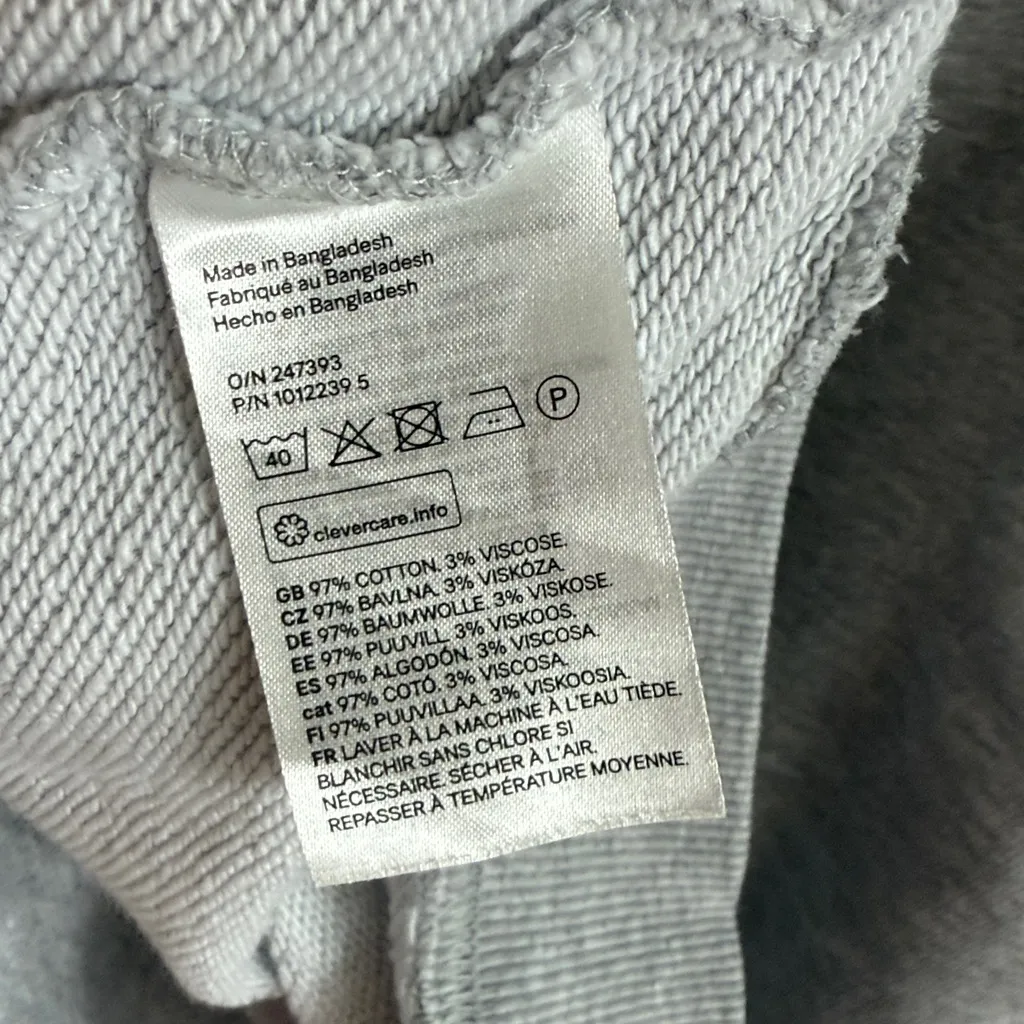 Made in Bangladesh
Fabriqué au Bangladesh
Hecho en Bangladesh
O/N 247393
P/N 1012239 5
40 P
clevercare.info
GB 97% COTTON. 3% VISCOSE.
CZ 97% BAVLNA. 3% VISKÓZA
DE 97% BAUMWOLLE. 3% VISKOSE.
EE 97% PUUVILL. 3% VISKOOS.
ES 97% ALGODÓN. 3% VISCOSA.
cat 97% COTÓ. 3% VISCOSA.
FI 97% PUUVILLAA. 3% VISKOOSIA.
FR LAVER À LA MACHINE À L'EAU TIÈDE.
BLANCHIR SANS CHLORE SI
NÉCESSAIRE. SÉCHER À L'AIR.
REPASSER À TEMPÉRATURE MOYENNE.